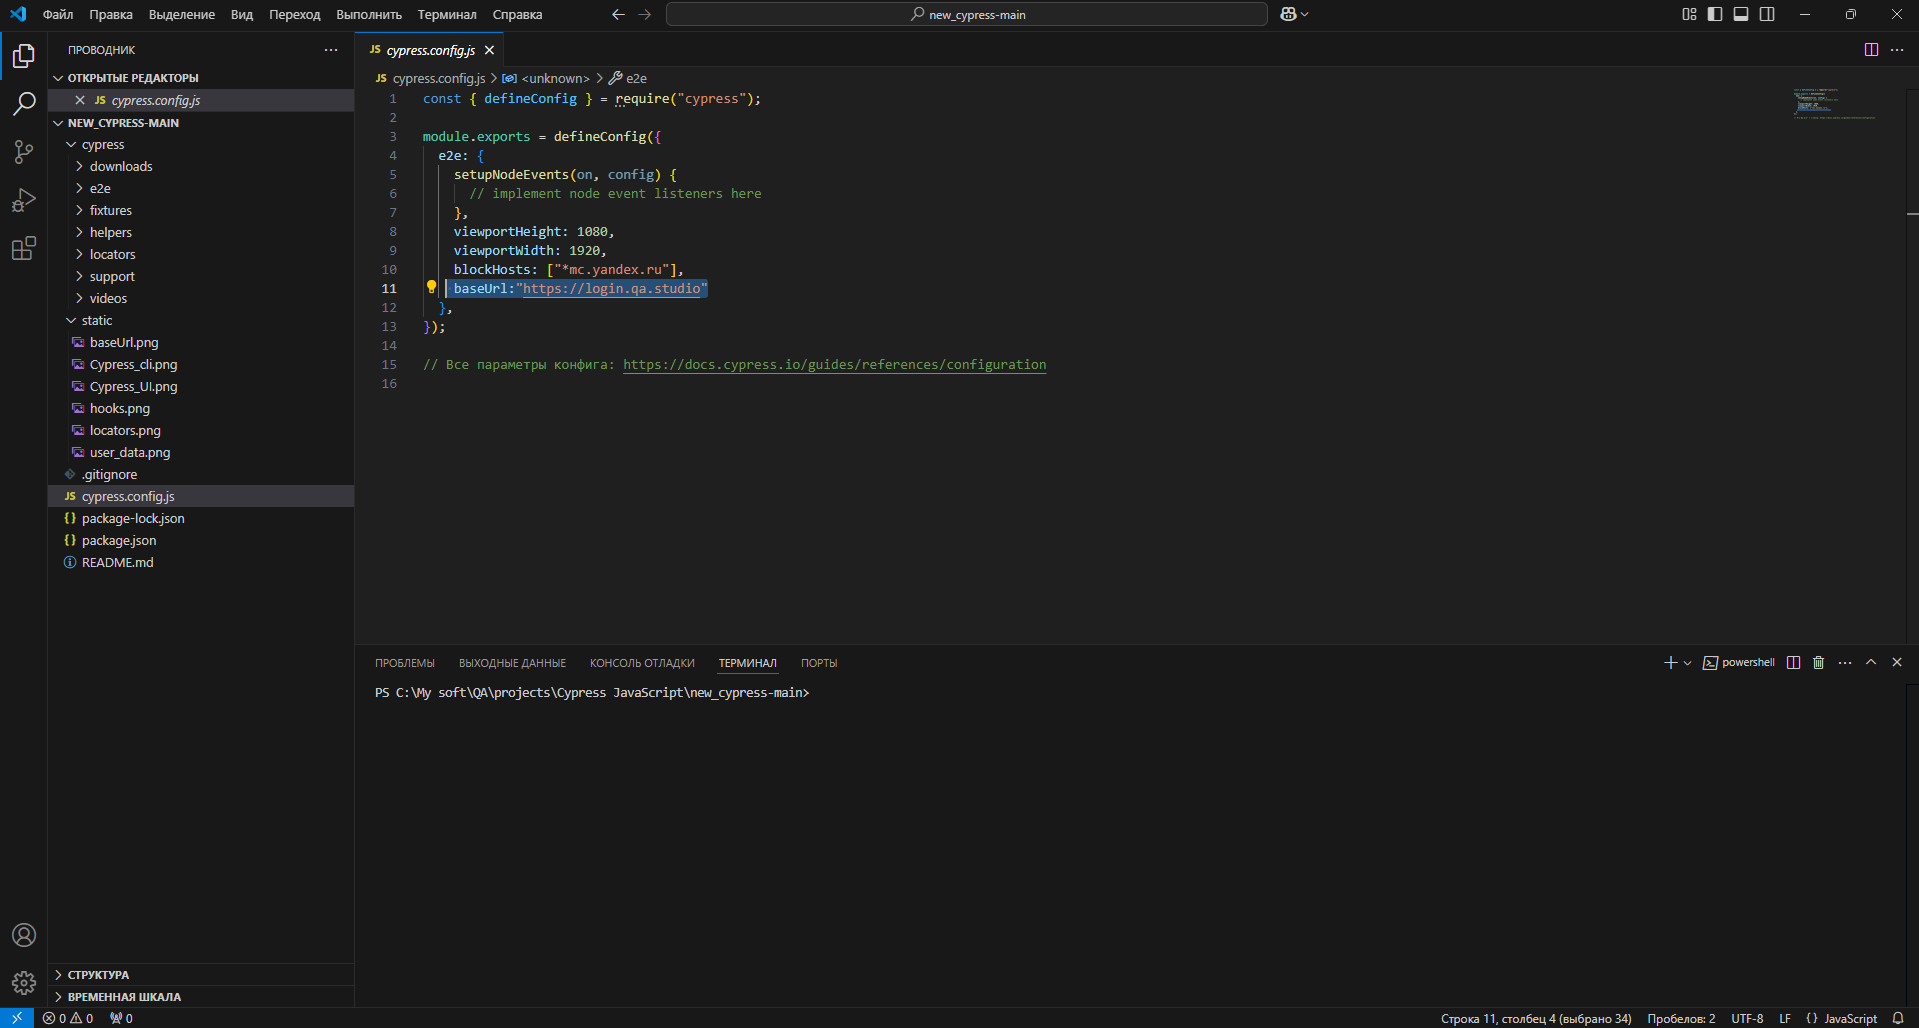 Файл Правка Выделение Вид Переход Выполнить Терминал Справка
new_cypress-main
ПРОВОДНИК
ОТКРЫТЫЕ РЕДАКТОРЫ
JS cypress.config.js
NEW_CYPRESS-MAIN
cypress
downloads
e2e
fixtures
helpers
locators
support
videos
static
baseUrl.png
Cypress_cli.png
Cypress_UI.png
hooks.png
locators.png
user_data.png
.gitignore
JS cypress.config.js
{} package-lock.json
{} package.json
README.md
СТРУКТУРА
ВРЕМЕННАЯ ШКАЛА
JS cypress.config.js
JS cypress.config.js > <unknown> > e2e
1 const { defineConfig } = require("cypress");
2
3 module.exports = defineConfig({
4 e2e: {
5 setupNodeEvents(on, config) {
6 // implement node event listeners here
7 },
8 viewportHeight: 1080,
9 viewportWidth: 1920,
10 blockHosts: ["*mc.yandex.ru"],
11 baseUrl:"https://login.qa.studio"
12 },
13 });
14
15 // Все параметры конфига: https://docs.cypress.io/guides/references/configuration
16
ПРОБЛЕМЫ ВЫХОДНЫЕ ДАННЫЕ КОНСОЛЬ ОТЛАДКИ ТЕРМИНАЛ ПОРТЫ
powershell
PS C:\My soft\QA\projects\Cypress JavaScript\new_cypress-main>
0 0 0
Строка 11, столбец 4 (выбрано 34) Пробелов: 2 UTF-8 LF {} JavaScript